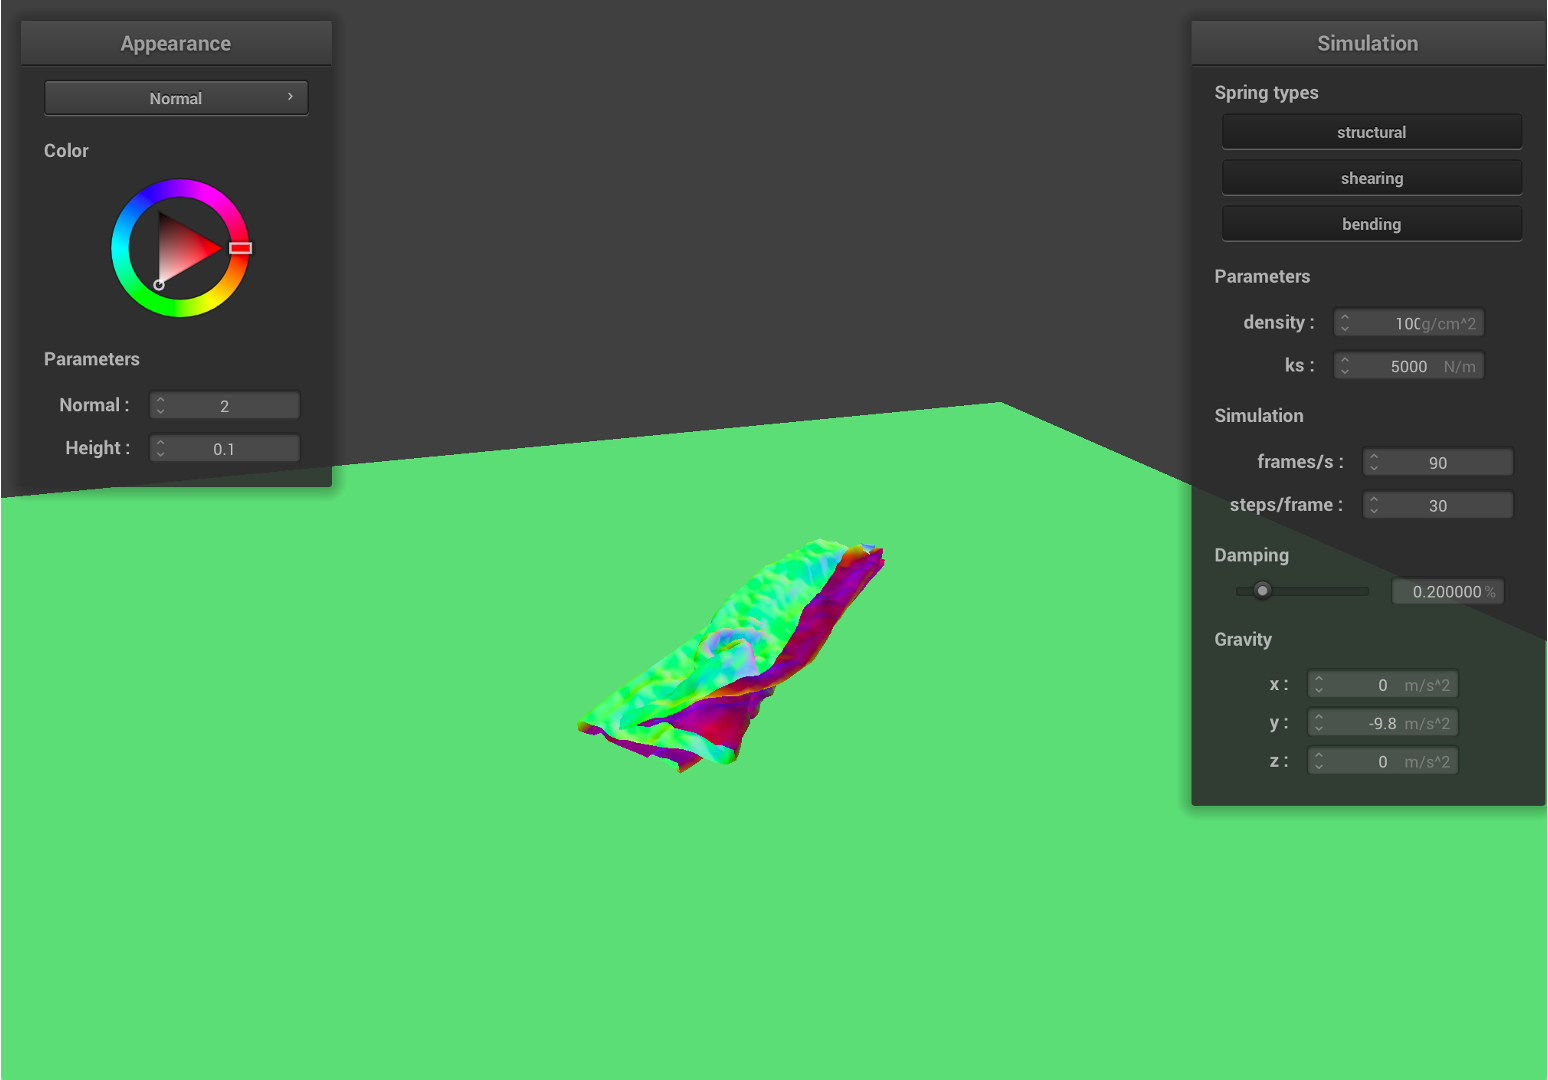 Appearance
Normal
Color
Parameters
Normal :
2
Height :
0.1
Simulation
Spring types
structural
shearing
bending
Parameters
density :
100 g/cm^2
ks :
5000 N/m
Simulation
frames/s :
90
steps/frame :
30
Damping
0.200000 %
Gravity
x :
0 m/s^2
y :
-9.8 m/s^2
z :
0 m/s^2